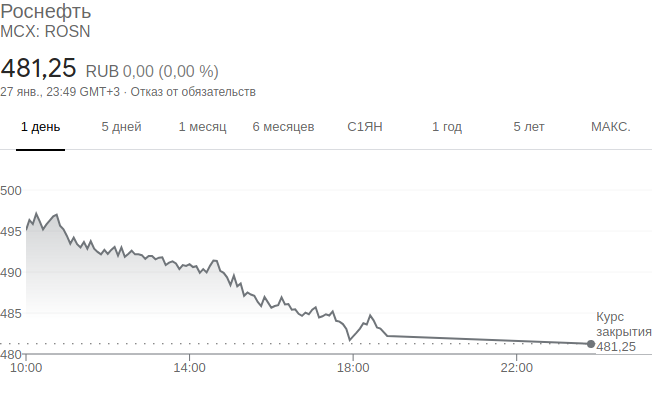 Роснефть
MCX: ROSN
481,25 RUB 0,00 (0,00 %)
27 янв., 23:49 GMT+3 · Отказ от обязательств
1 день 5 дней 1 месяц 6 месяцев С1ЯН 1 год 5 лет МАКС.
500
495
490
485
Курс
закрытия
481,25
480
10:00 14:00 18:00 22:00